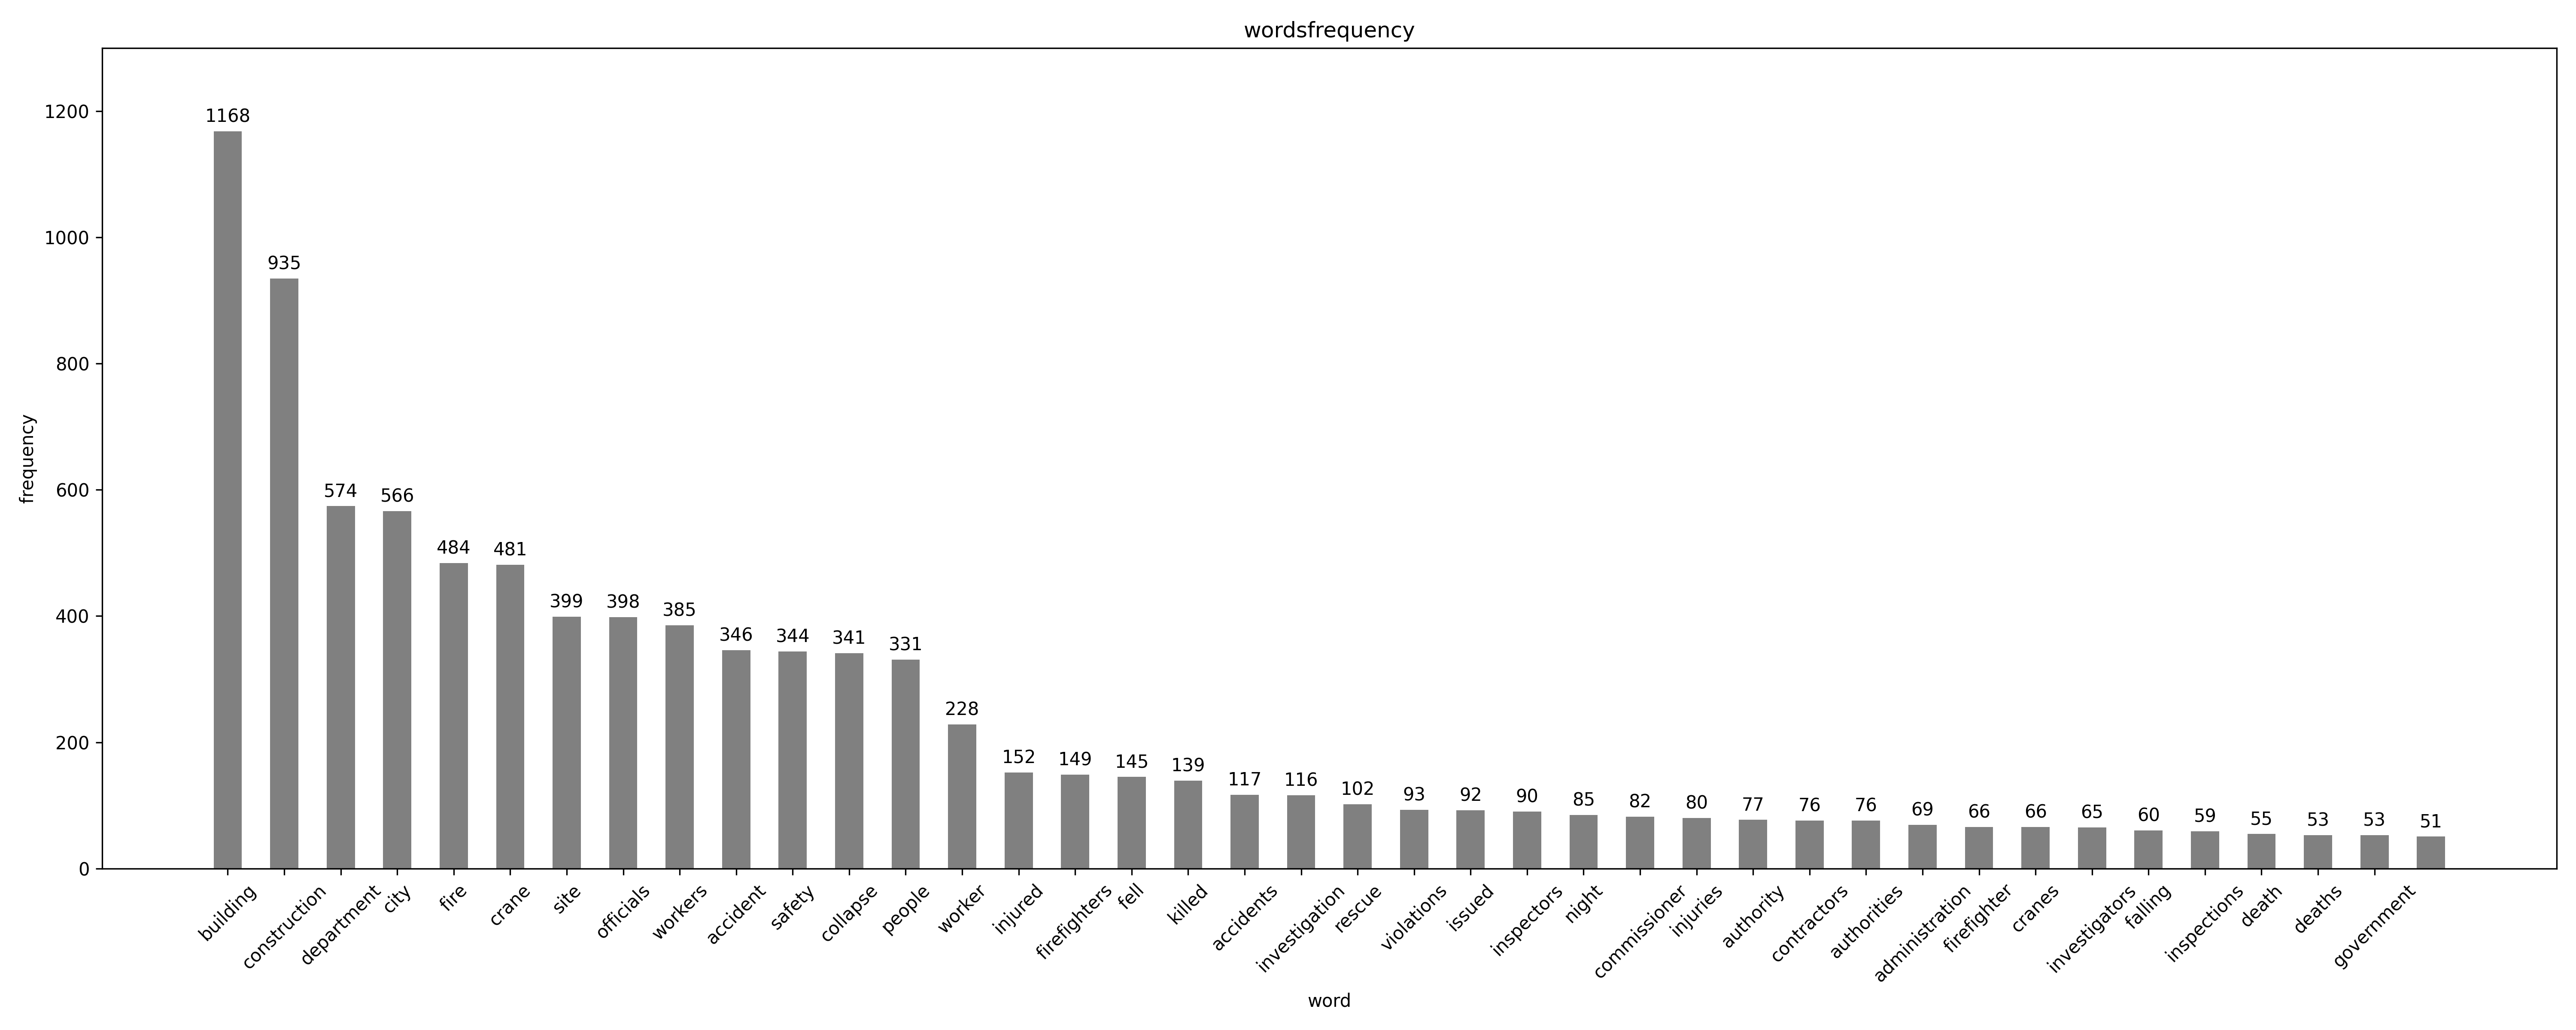 wordsfrequency
frequency
1200
1000
800
600
400
200
0
1168
935
574
566
484
481
399
398
385
346
344
341
331
228
152
149
145
139
117
116
102
93
92
90
85
82
80
77
76
76
69
66
66
65
60
59
55
53
53
51
building
construction
department
city
fire
crane
site
officials
workers
accident
safety
collapse
people
worker
injured
firefighters
fell
killed
accidents
investigation
rescue
violations
issued
inspectors
night
commissioner
injuries
authority
contractors
authorities
administration
firefighter
cranes
investigators
falling
inspections
death
deaths
government
word